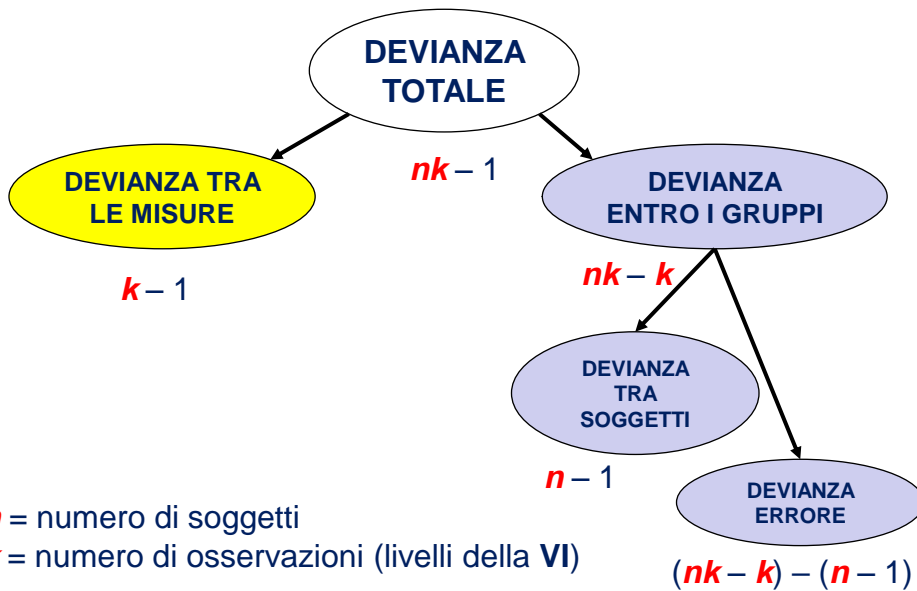 DEVIANZA
TOTALE
DEVIANZA TRA
LE MISURE
nk – 1
DEVIANZA
ENTRO I GRUPPI
k – 1
nk – k
DEVIANZA
TRA
SOGGETTI
n – 1
DEVIANZA
ERRORE
(nk – k) – (n – 1)
n = numero di soggetti
= numero di osservazioni (livelli della VI)